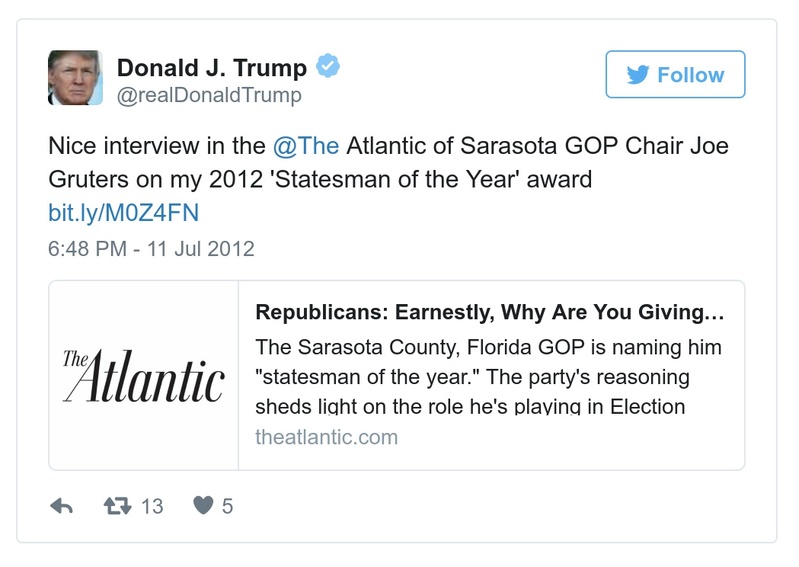 Donald J. Trump
@realDonaldTrump
Follow
Nice interview in the @The Atlantic of Sarasota GOP Chair Joe
Gruters on my 2012 'Statesman of the Year' award
bit.ly/M0Z4FN
6:48 PM - 11 Jul 2012
The Atlantic
Republicans: Earnestly, Why Are You Giving...
The Sarasota County, Florida GOP is naming him
"statesman of the year." The party's reasoning
sheds light on the role he's playing in Election
theatlantic.com
13
5